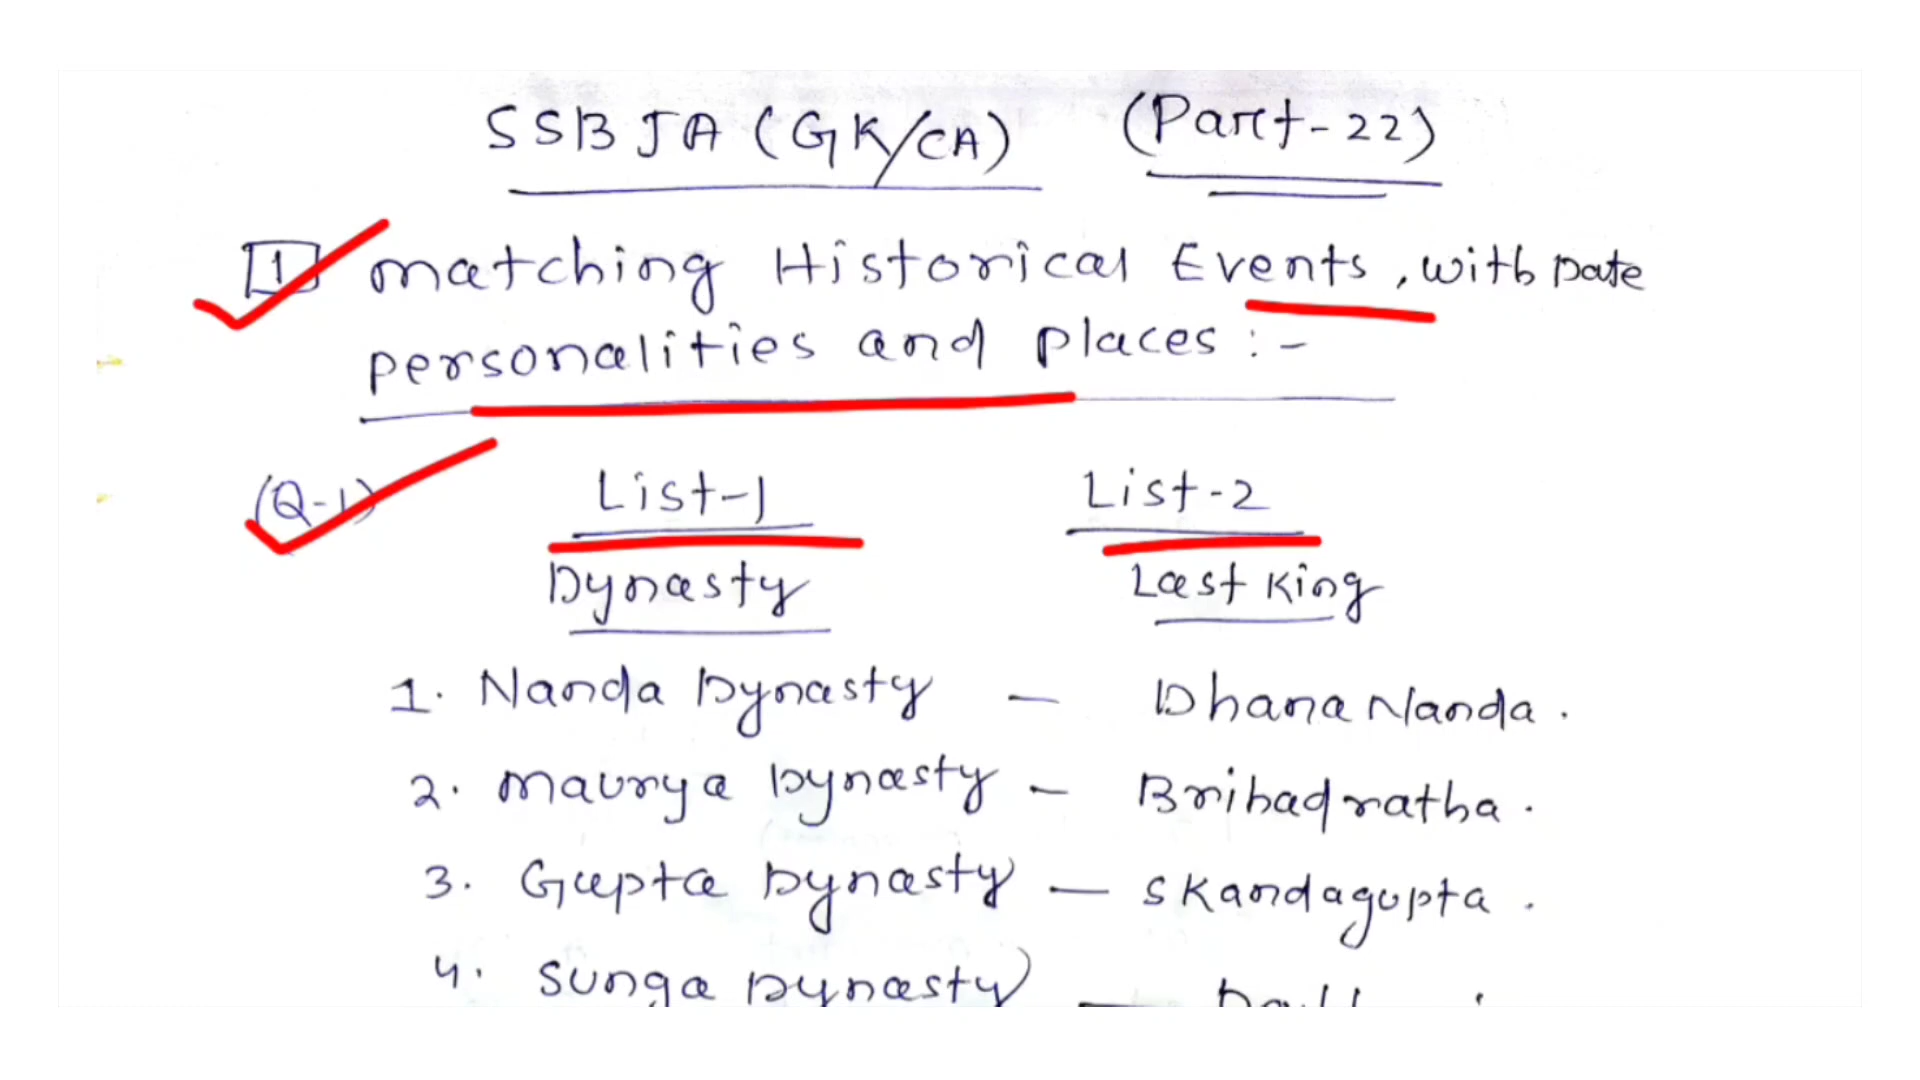 SSB JA (GK/CA) (Part-22)
1 Matching Historical Events, with Date
personalities and places :-
(Q-1) List-1 List-2
Dynasty Last King
1. Nanda Dynasty - Dhana Nanda.
2. Maurya Dynasty - Brihadratha.
3. Gupta Dynasty - Skandagupta.
4. Sunga Dynasty -